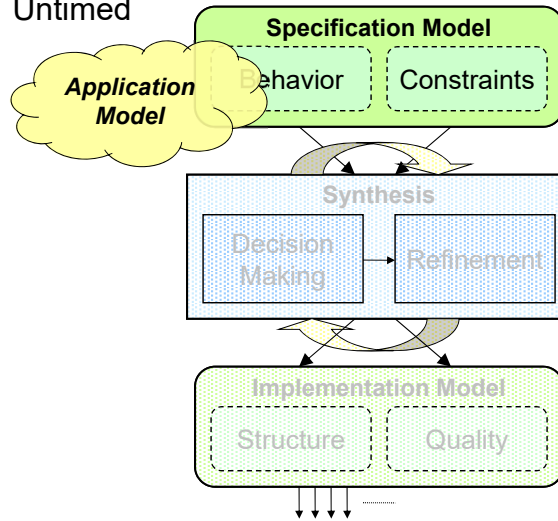 Untimed
Specification Model
Application
Model
Behavior
Constraints
Synthesis
Decision
Making
Refinement
Implementation Model
Structure
Quality